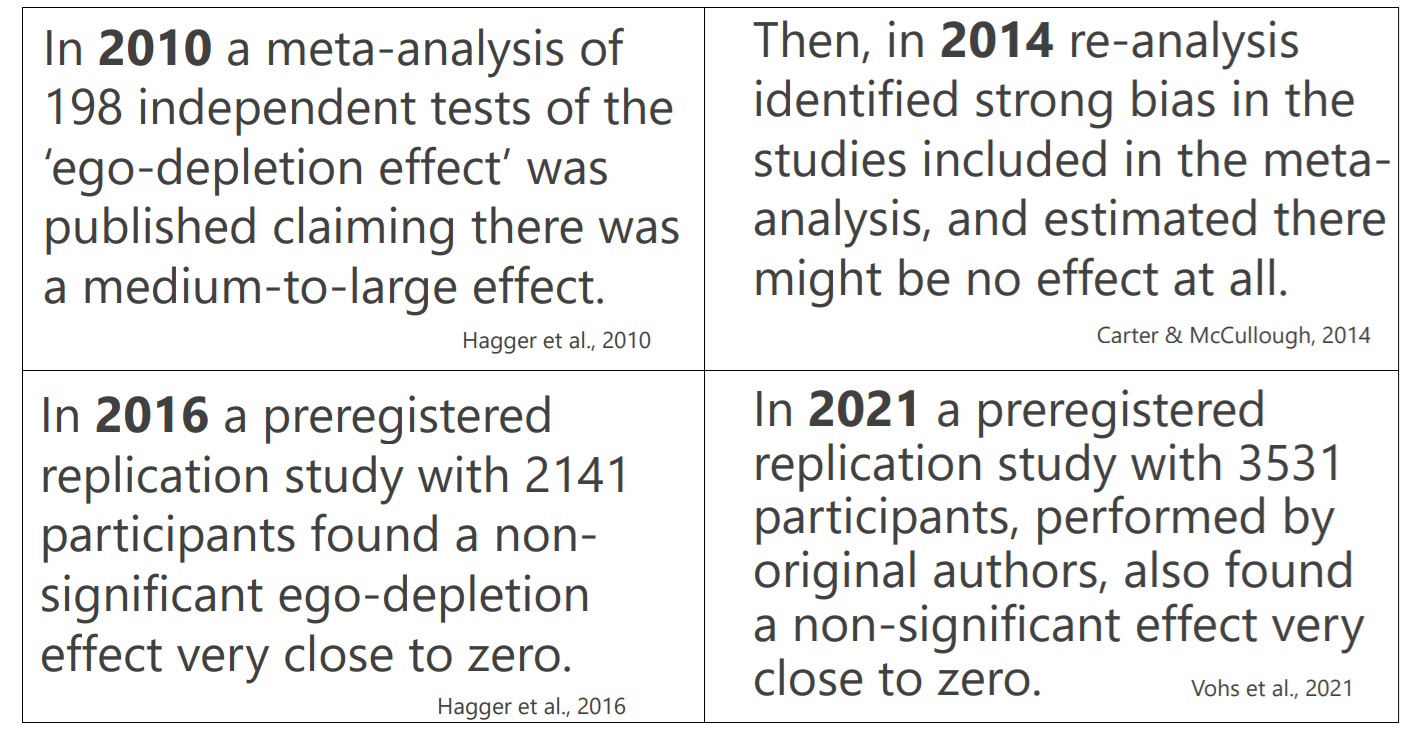 In 2010 a meta-analysis of
198 independent tests of the
‘ego-depletion effect’ was
published claiming there was
a medium-to-large effect.
Hagger et al., 2010
Then, in 2014 re-analysis
identified strong bias in the
studies included in the meta-
analysis, and estimated there
might be no effect at all.
Carter & McCullough, 2014
In 2016 a preregistered
replication study with 2141
participants found a non-
significant ego-depletion
effect very close to zero.
Hagger et al., 2016
In 2021 a preregistered
replication study with 3531
participants, performed by
original authors, also found
a non-significant effect very
close to zero.
Vohs et al., 2021